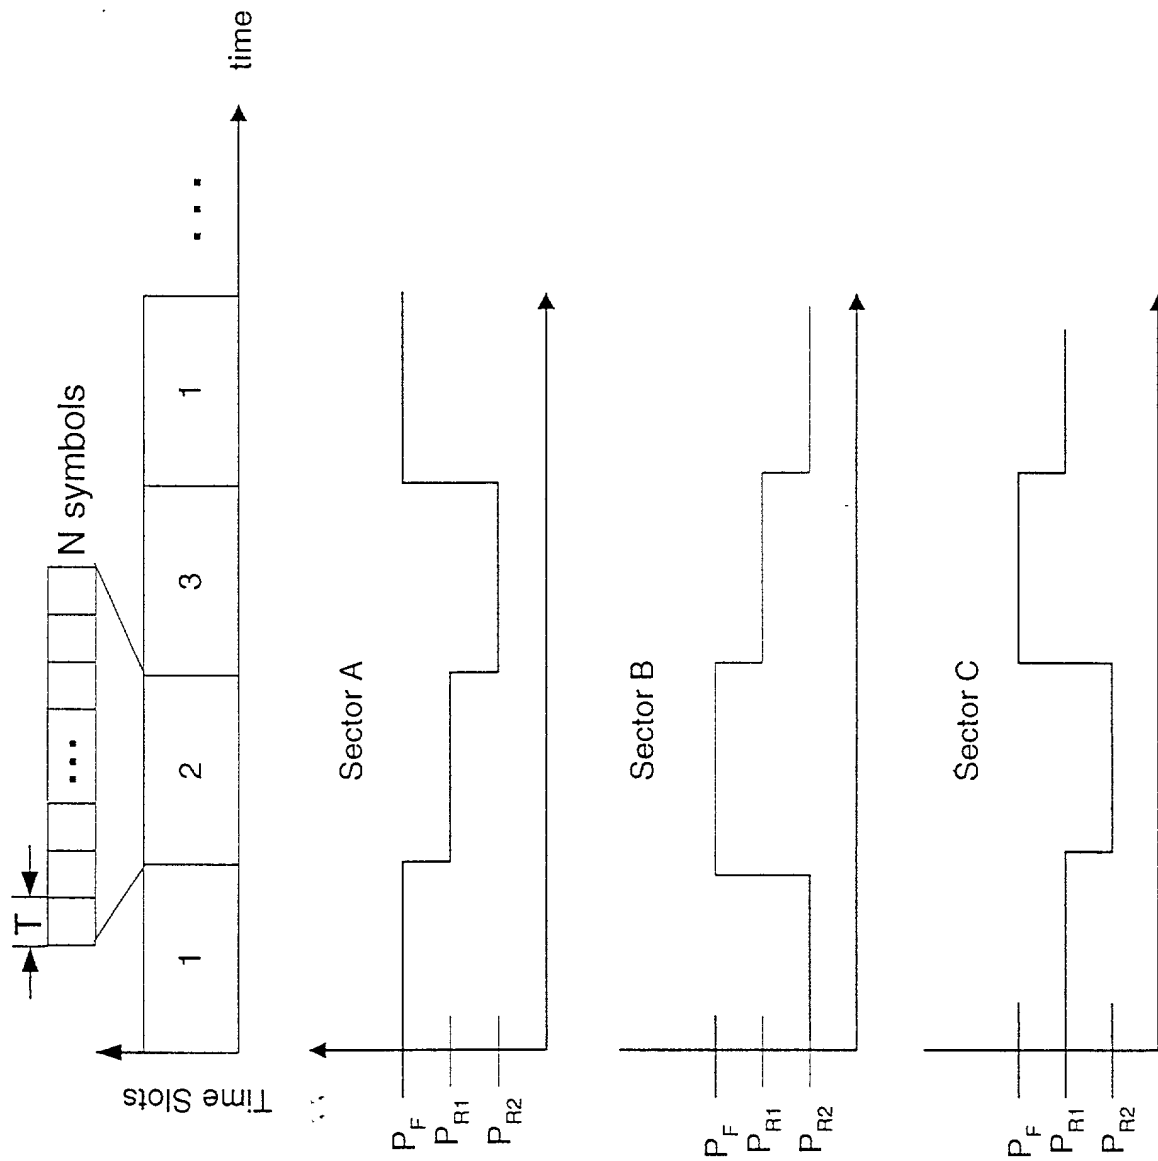 T
N symbols
...
Time Slots
1
2
3
1
...
time
Sector A
P_F
P_R1
P_R2
Sector B
P_F
P_R1
P_R2
Sector C
P_F
P_R1
P_R2